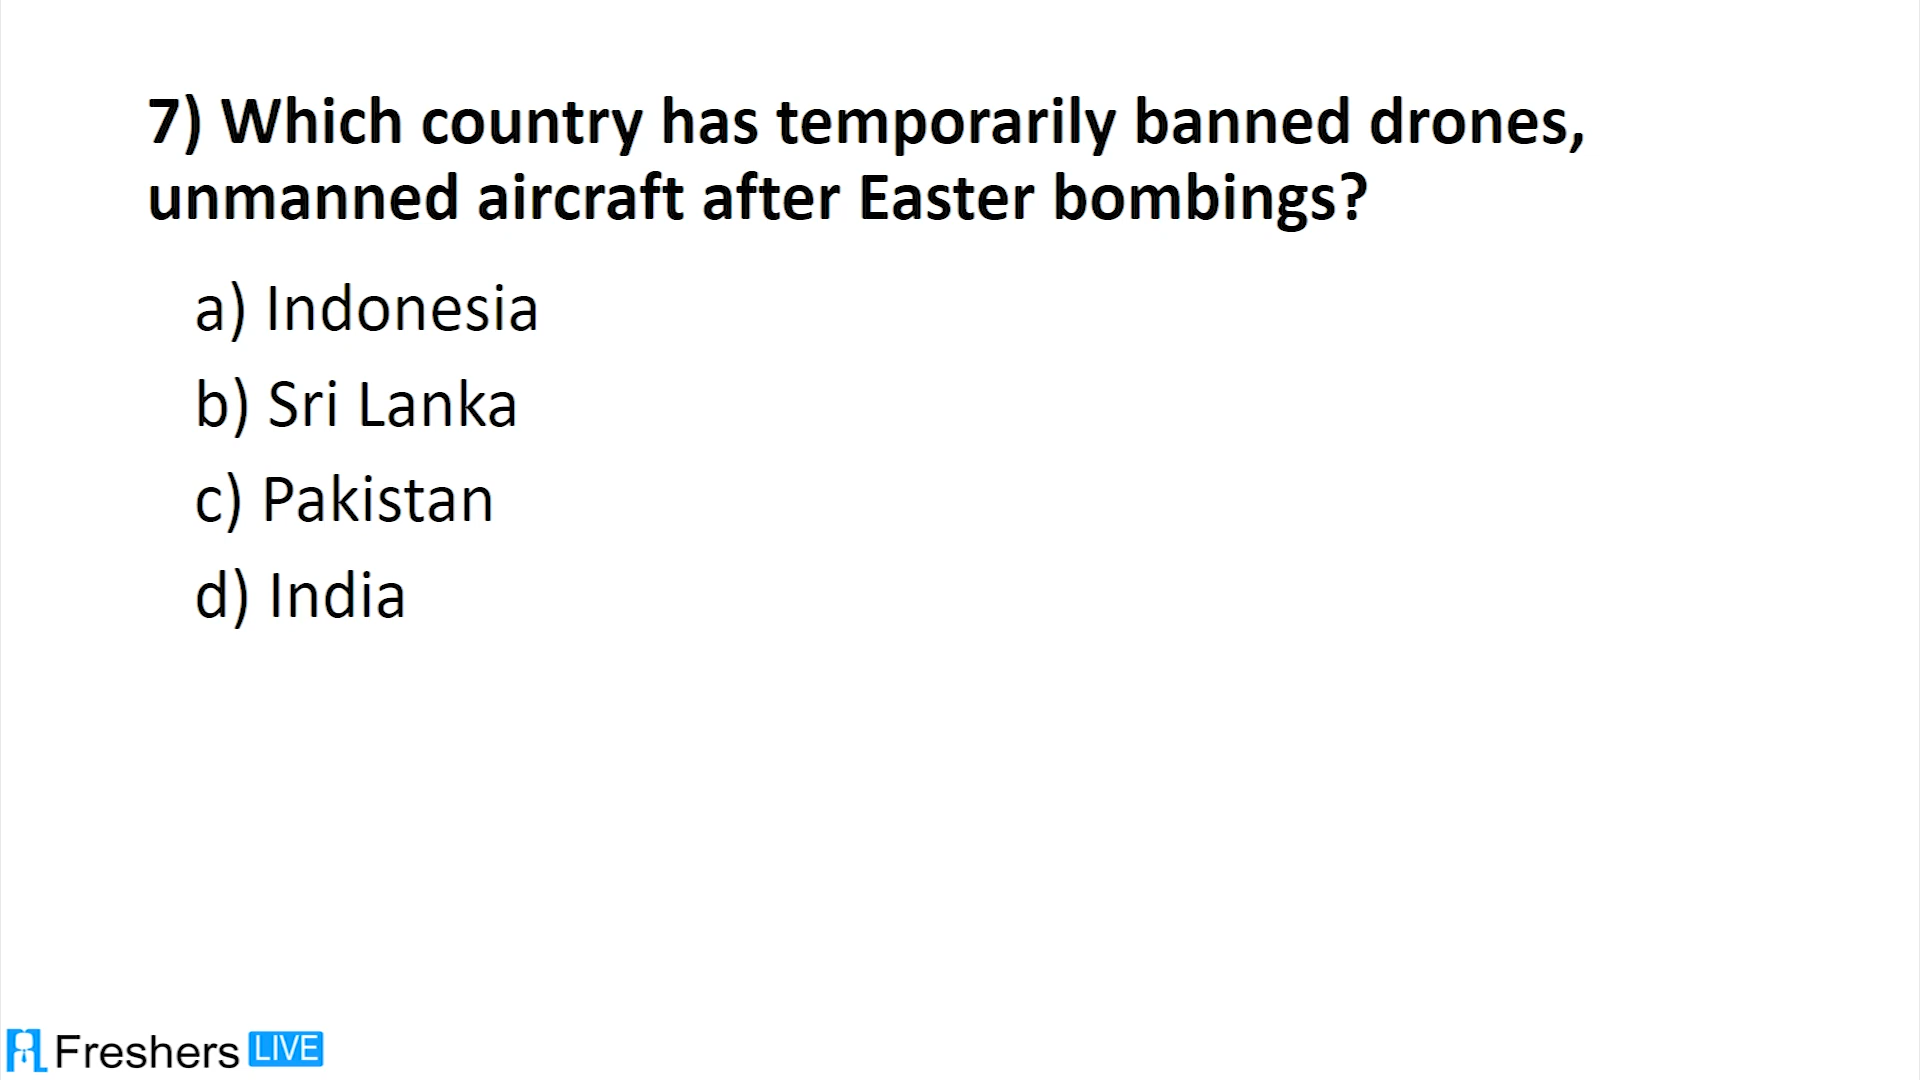 7) Which country has temporarily banned drones,
unmanned aircraft after Easter bombings?
a) Indonesia
b) Sri Lanka
c) Pakistan
d) India
Freshers LIVE